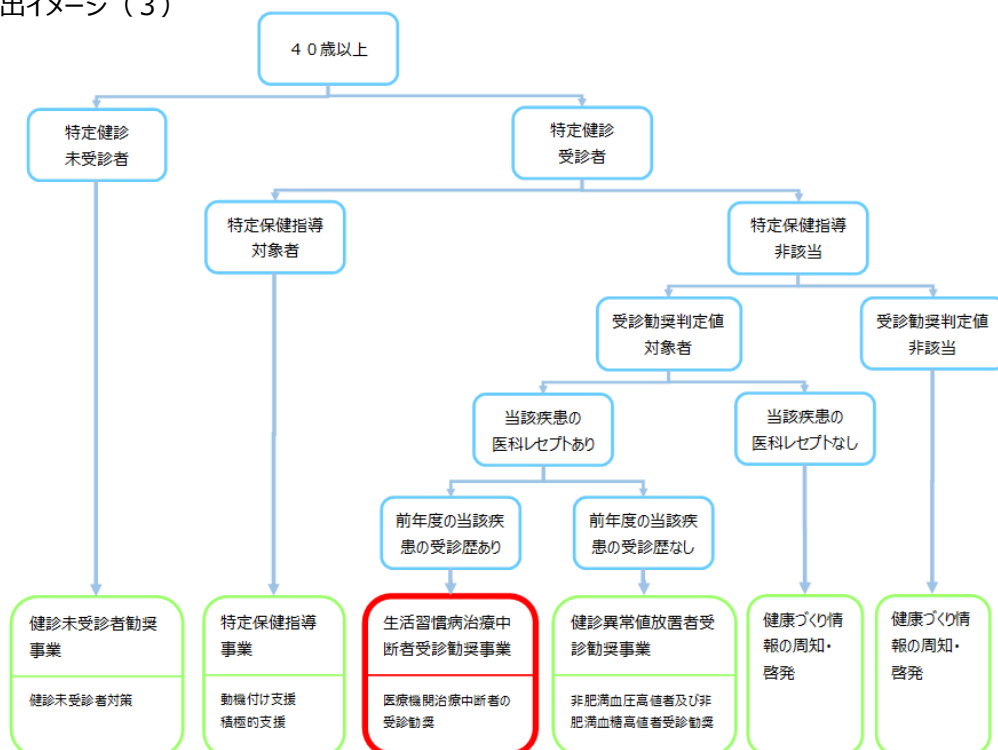 出イメージ（３）
４０歳以上
特定健診
未受診者
特定健診
受診者
特定保健指導
対象者
特定保健指導
非該当
受診勧奨判定値
対象者
受診勧奨判定値
非該当
当該疾患の
医科レセプトあり
当該疾患の
医科レセプトなし
前年度の当該疾
患の受診歴あり
前年度の当該疾
患の受診歴なし
健診未受診者勧奨
事業
健診未受診者対策
特定保健指導
事業
動機付け支援
積極的支援
生活習慣病治療中
断者受診勧奨事業
医療機関治療中断者の
受診勧奨
健診異常値放置者受
診勧奨事業
非肥満血圧高値者及び非
肥満血糖高値者受診勧奨
健康づくり情
報の周知・
啓発
健康づくり情
報の周知・
啓発